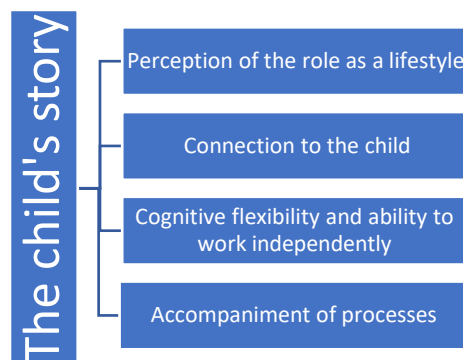 The child's story
Perception of the role as a lifestyle
Connection to the child
Cognitive flexibility and ability to
work independently
Accompaniment of processes